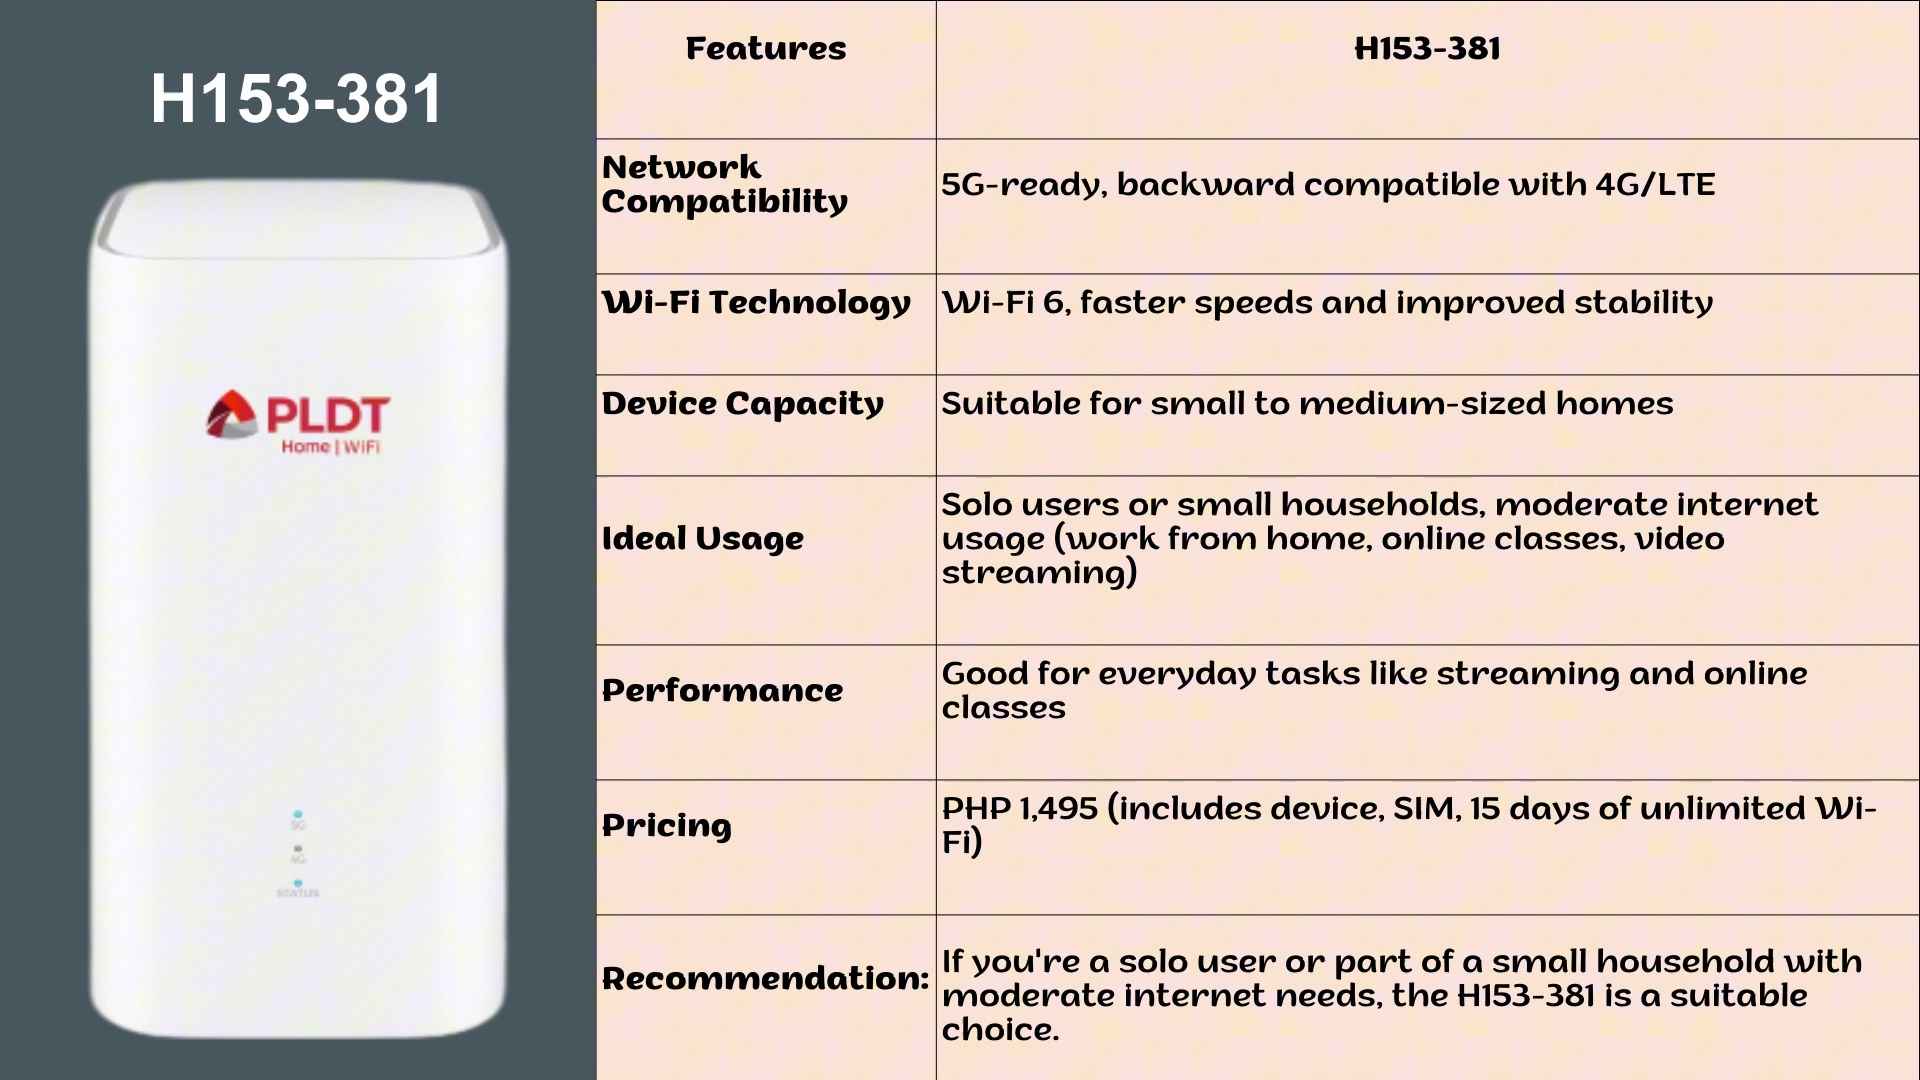 H153-381
PLDT
Home | WiFi
5G
4G
STATUS
Features
H153-381
Network
Compatibility
5G-ready, backward compatible with 4G/LTE
Wi-Fi Technology
Wi-Fi 6, faster speeds and improved stability
Device Capacity
Suitable for small to medium-sized homes
Ideal Usage
Solo users or small households, moderate internet
usage (work from home, online classes, video
streaming)
Performance
Good for everyday tasks like streaming and online
classes
Pricing
PHP 1,495 (includes device, SIM, 15 days of unlimited Wi-
Fi)
Recommendation:
If you're a solo user or part of a small household with
moderate internet needs, the H153-381 is a suitable
choice.